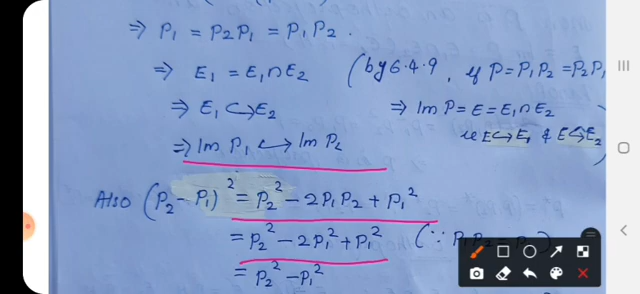 ⇒ P₁ = P₂P₁ = P₁P₂.
⇒ E₁ = E₁∩E₂ (by 6.4.9, if P = P₁P₂ = P₂P₁
⇒ E₁ ↪ E₂ ⇒ Im P = E = E₁∩E₂
⇒ Im P₁ ↪ Im P₂ ie E↪E₁ & E↪E₂)
Also (P₂ - P₁)² = P₂² - 2P₁P₂ + P₁²
= P₂² - 2P₁² + P₁² (∵ P₁P₂ =
= P₂² - P₁²